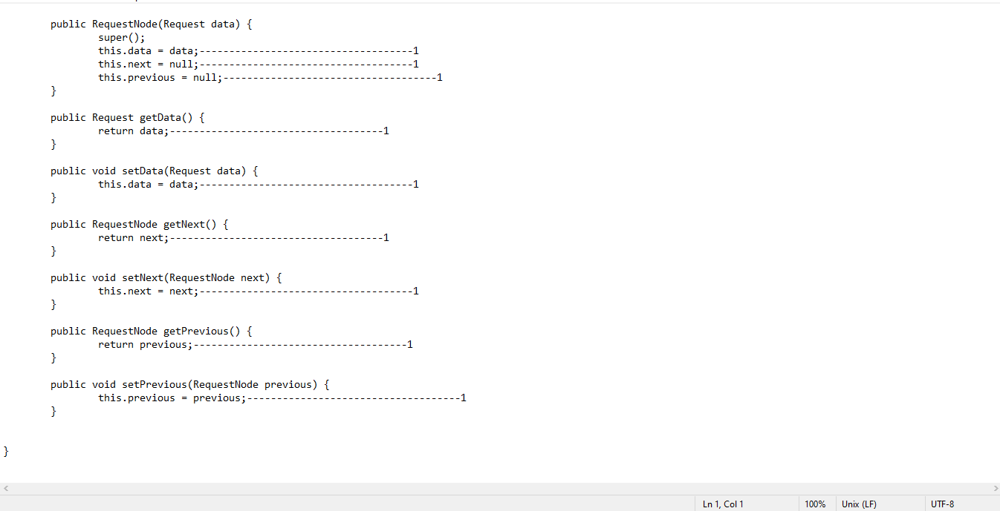 public RequestNode(Request data) {
super();
this.data = data;------------------------------------1
this.next = null;------------------------------------1
this.previous = null;------------------------------------1
}
public Request getData() {
return data;------------------------------------1
}
public void setData(Request data) {
this.data = data;------------------------------------1
}
public RequestNode getNext() {
return next;------------------------------------1
}
public void setNext(RequestNode next) {
this.next = next;------------------------------------1
}
public RequestNode getPrevious() {
return previous;------------------------------------1
}
public void setPrevious(RequestNode previous) {
this.previous = previous;------------------------------------1
}
}
Ln 1, Col 1 100% Unix (LF) UTF-8